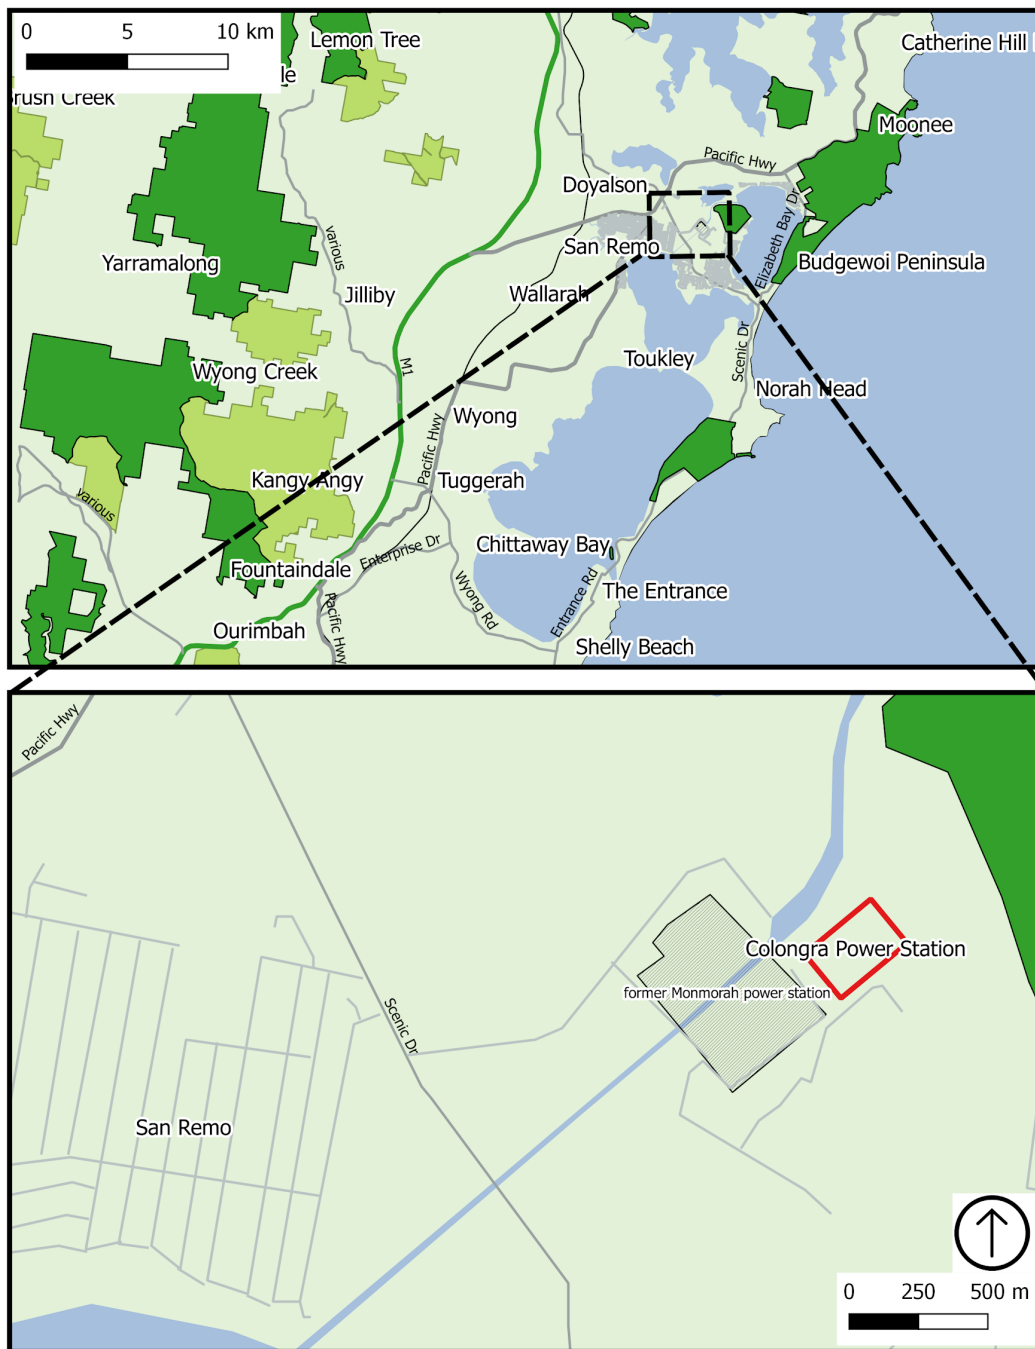 0 5 10 km
Lemon Tree
le
Catherine Hill
Brush Creek
Moonee
Pacific Hwy
Doyalson
Elizabeth Bay Dr
various
San Remo
Yarramalong
Budgewoi Peninsula
Jilliby
Wallarah
Scenic Dr
Toukley
M1
Wyong Creek
Norah Head
Wyong
Pacific Hwy
Kangy Angy
Tuggerah
various
Chittaway Bay
Enterprise Dr
Fountaindale
The Entrance
Wyong Rd
Entrance Rd
Pacific Hwy
Ourimbah
Shelly Beach
Pacific Hwy
Colongra Power Station
former Monmorah power station
Scenic Dr
San Remo
0 250 500 m